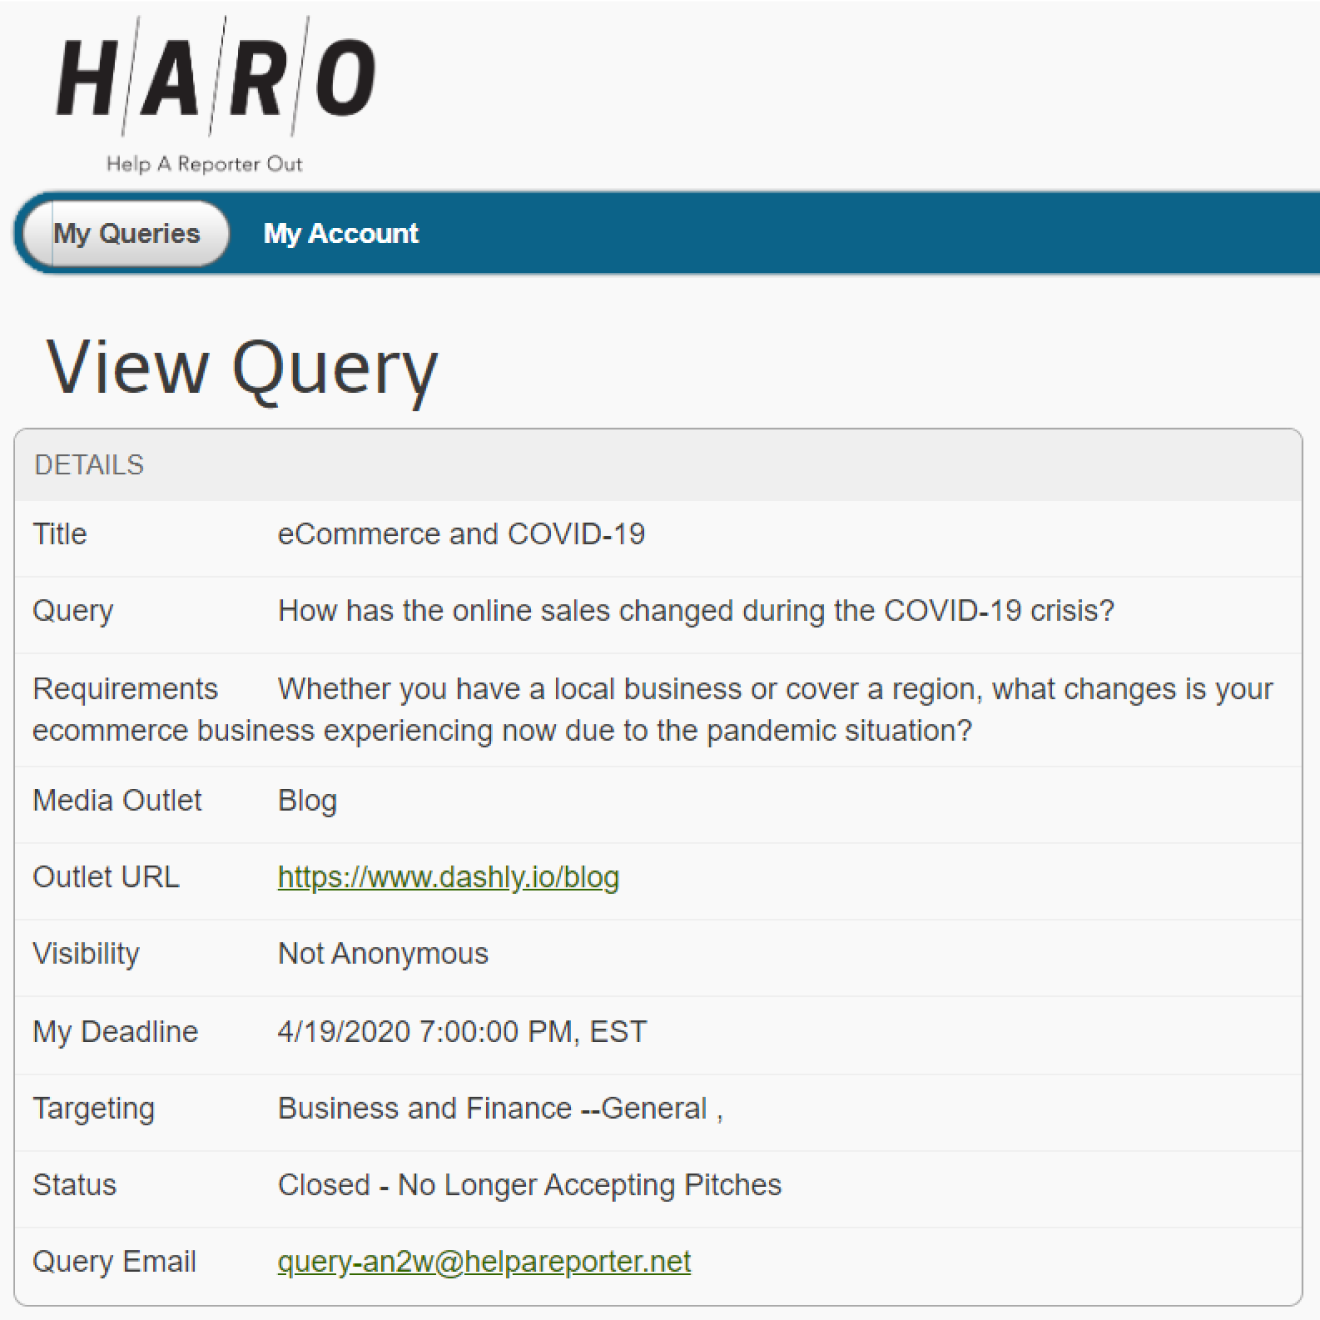 H/A/R/O
Help A Reporter Out
My Queries My Account
View Query
DETAILS
Title eCommerce and COVID-19
Query How has the online sales changed during the COVID-19 crisis?
Requirements Whether you have a local business or cover a region, what changes is your
ecommerce business experiencing now due to the pandemic situation?
Media Outlet Blog
Outlet URL https://www.dashly.io/blog
Visibility Not Anonymous
My Deadline 4/19/2020 7:00:00 PM, EST
Targeting Business and Finance --General ,
Status Closed - No Longer Accepting Pitches
Query Email query-an2w@helpareporter.net